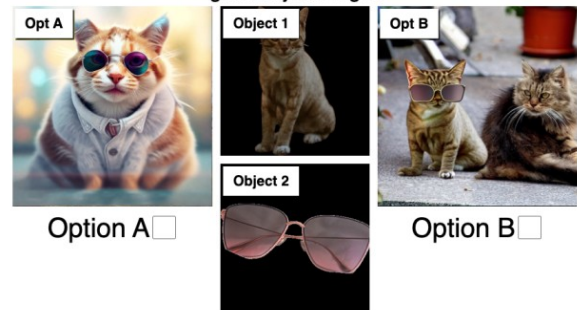 Opt A
Object 1
Opt B
Object 2
Option A
Option B